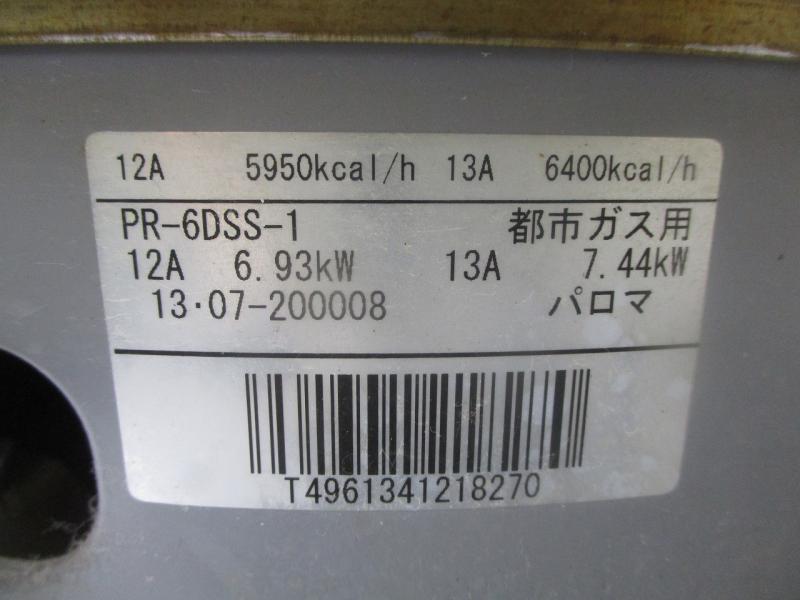 12A 5950kcal/h 13A 6400kcal/h
PR-6DSS-1 都市ガス用
12A 6.93kW 13A 7.44kW
13・07-200008 パロマ
T4961341218270